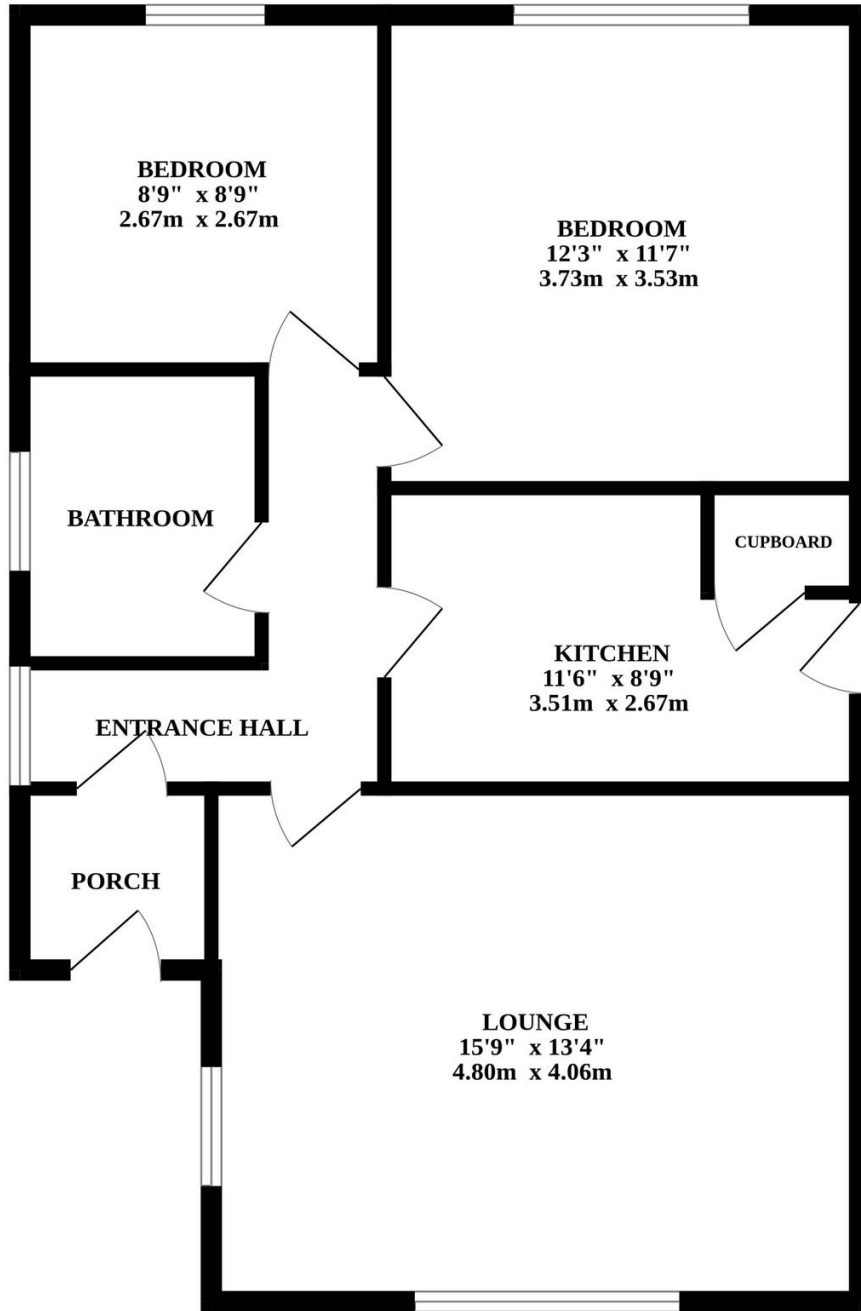 BEDROOM
8'9" x 8'9"
2.67m x 2.67m
BEDROOM
12'3" x 11'7"
3.73m x 3.53m
BATHROOM
CUPBOARD
KITCHEN
11'6" x 8'9"
3.51m x 2.67m
ENTRANCE HALL
PORCH
LOUNGE
15'9" x 13'4"
4.80m x 4.06m